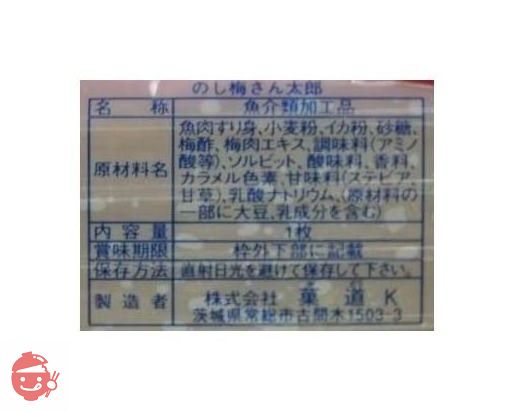 のし梅さん太郎
名称 魚介類加工品
原材料名 魚肉すり身、小麦粉、イカ粉、砂糖、
梅酢、梅肉エキス、調味料(アミノ
酸等)、ソルビット、酸味料、香料、
カラメル色素、甘味料(ステビア、
甘草)、乳酸ナトリウム、(原材料の
一部に大豆、乳成分を含む)
内容量 1枚
賞味期限 枠外下部に記載
保存方法 直射日光を避けて保存して下さい。
製造者 株式会社 菓道 K
茨城県常総市古間木1503-3